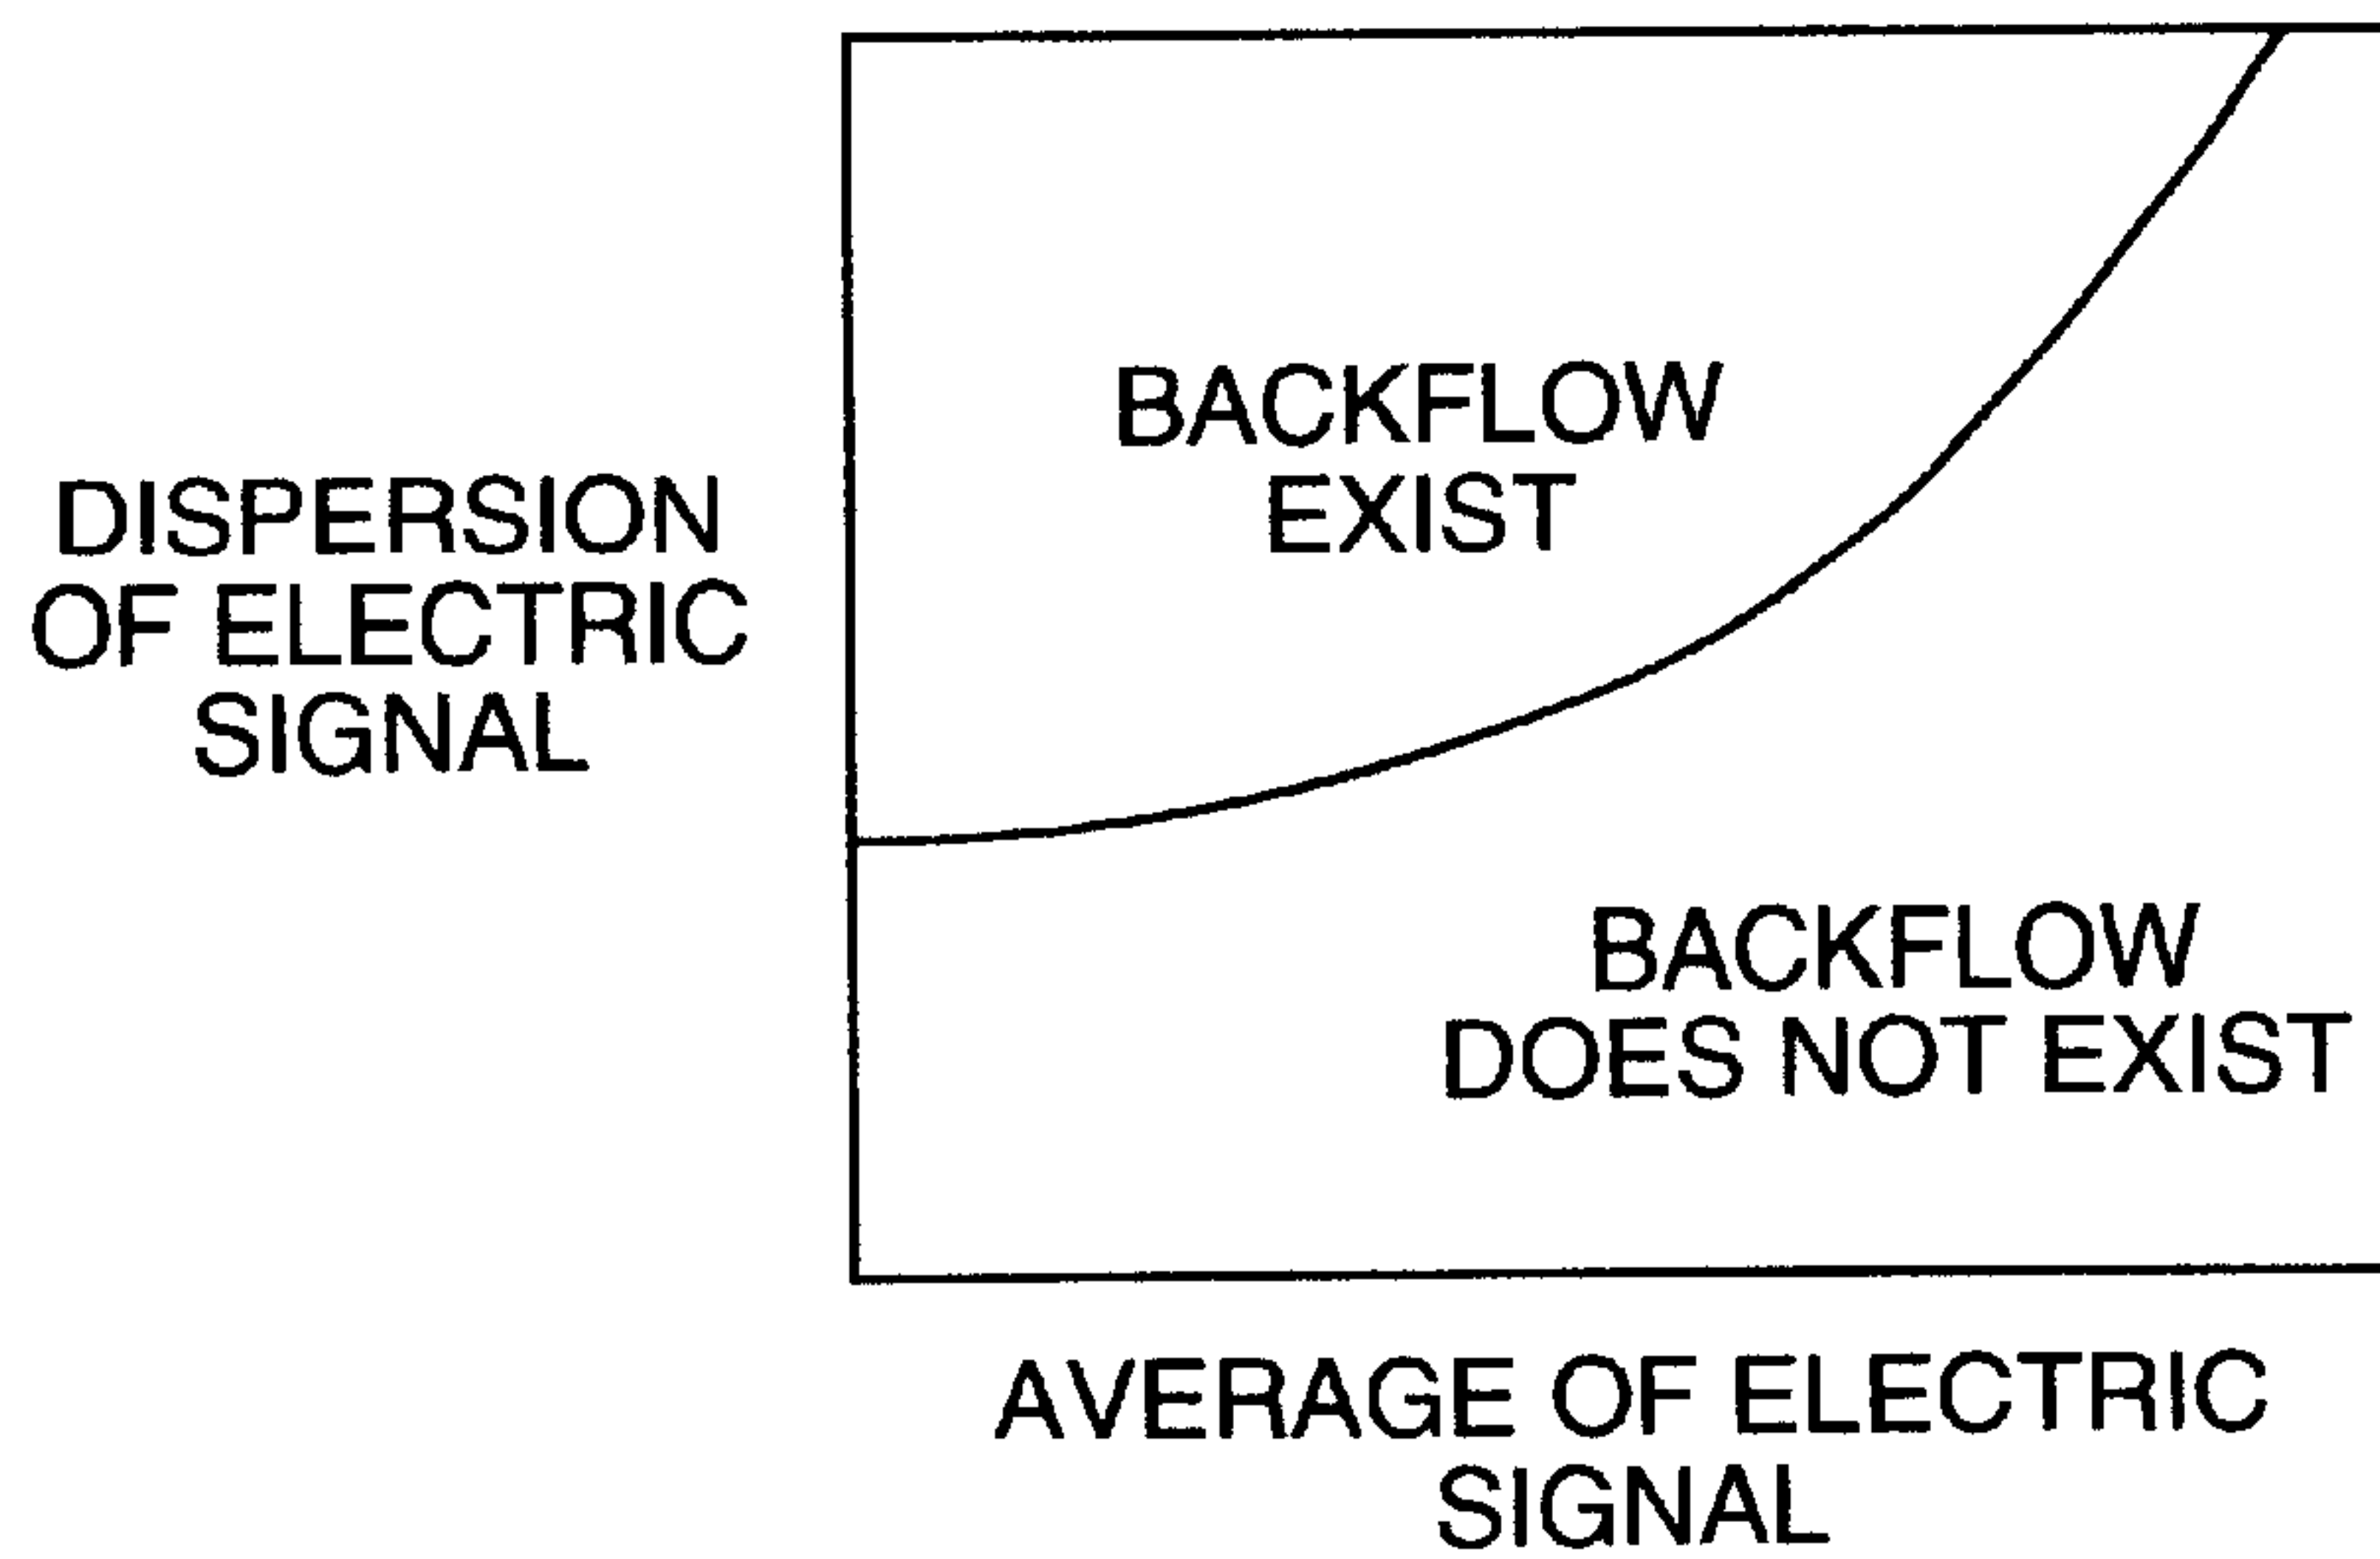 DISPERSION
OF ELECTRIC
SIGNAL
BACKFLOW
EXIST
BACKFLOW
DOES NOT EXIST
AVERAGE OF ELECTRIC
SIGNAL